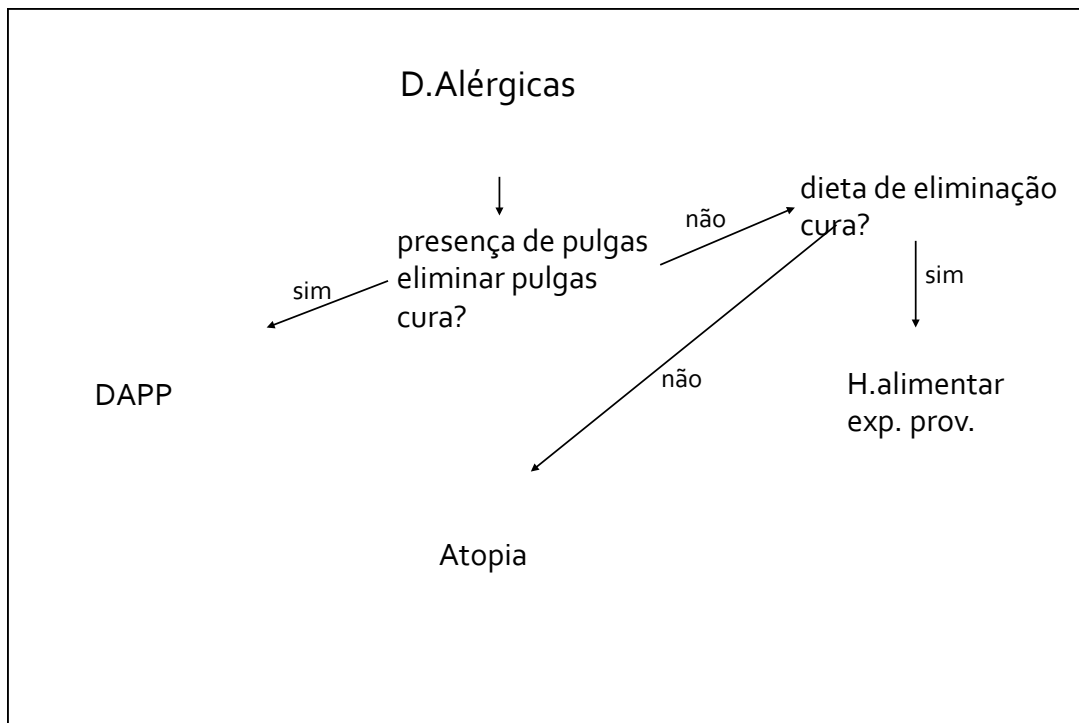 D.Alérgicas
presença de pulgas
eliminar pulgas
cura?
sim
DAPP
não
dieta de eliminação
cura?
sim
H.alimentar
exp. prov.
não
Atopia